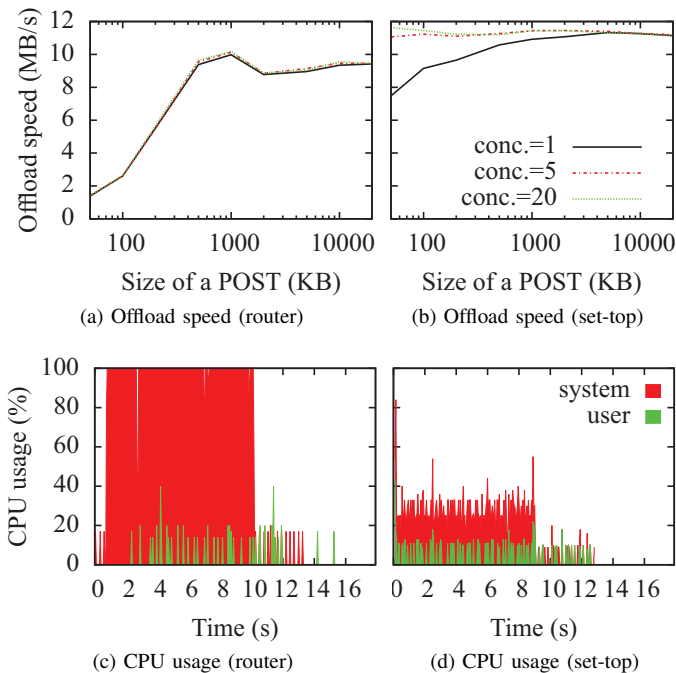 Offload speed (MB/s)
12
10
8
6
4
2
0
100 1000 10000
Size of a POST (KB)
(a) Offload speed (router)
conc.=1
conc.=5
conc.=20
100 1000 10000
Size of a POST (KB)
(b) Offload speed (set-top)
CPU usage (%)
100
80
60
40
20
0
0 2 4 6 8 10 12 14 16
Time (s)
(c) CPU usage (router)
system
user
0 2 4 6 8 10 12 14 16
Time (s)
(d) CPU usage (set-top)